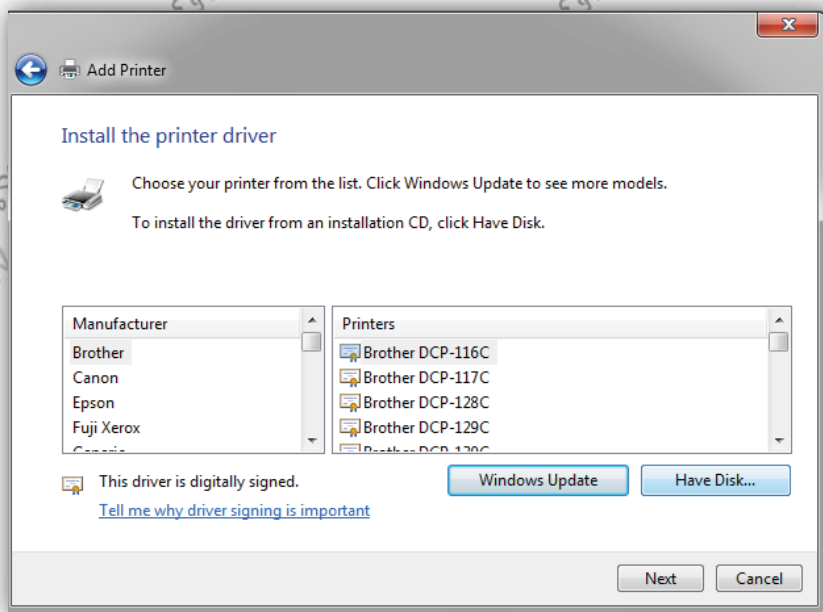 Add Printer
Install the printer driver
Choose your printer from the list. Click Windows Update to see more models.
To install the driver from an installation CD, click Have Disk.
Manufacturer
Brother
Canon
Epson
Fuji Xerox
Printers
Brother DCP-116C
Brother DCP-117C
Brother DCP-128C
Brother DCP-129C
This driver is digitally signed.
Tell me why driver signing is important
Windows Update
Have Disk...
Next
Cancel